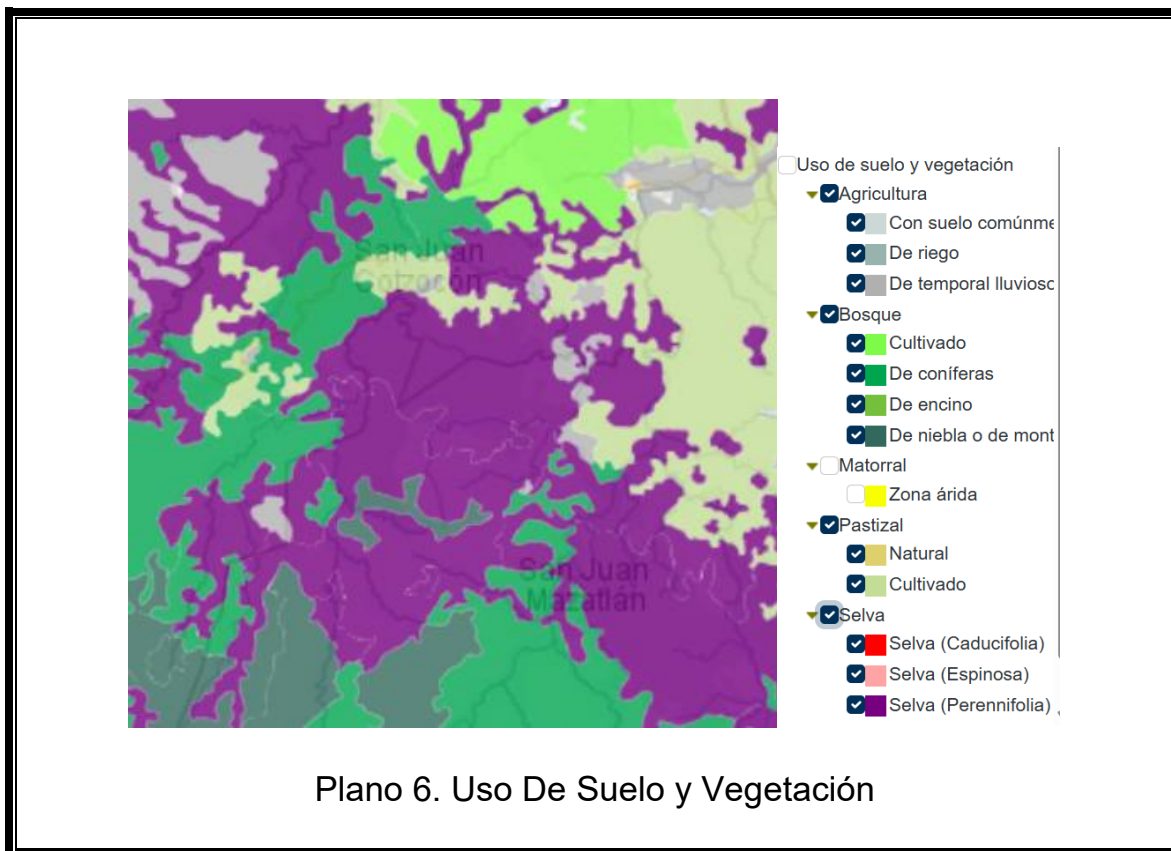 San Juan
Cotzocón
San Juan
Mazatlán
Uso de suelo y vegetación
Agricultura
Con suelo comúnme
De riego
De temporal lluviosc
Bosque
Cultivado
De coníferas
De encino
De niebla o de mont
Matorral
Zona árida
Pastizal
Natural
Cultivado
Selva
Selva (Caducifolia)
Selva (Espinosa)
Selva (Perennifolia)
Plano 6. Uso De Suelo y Vegetación